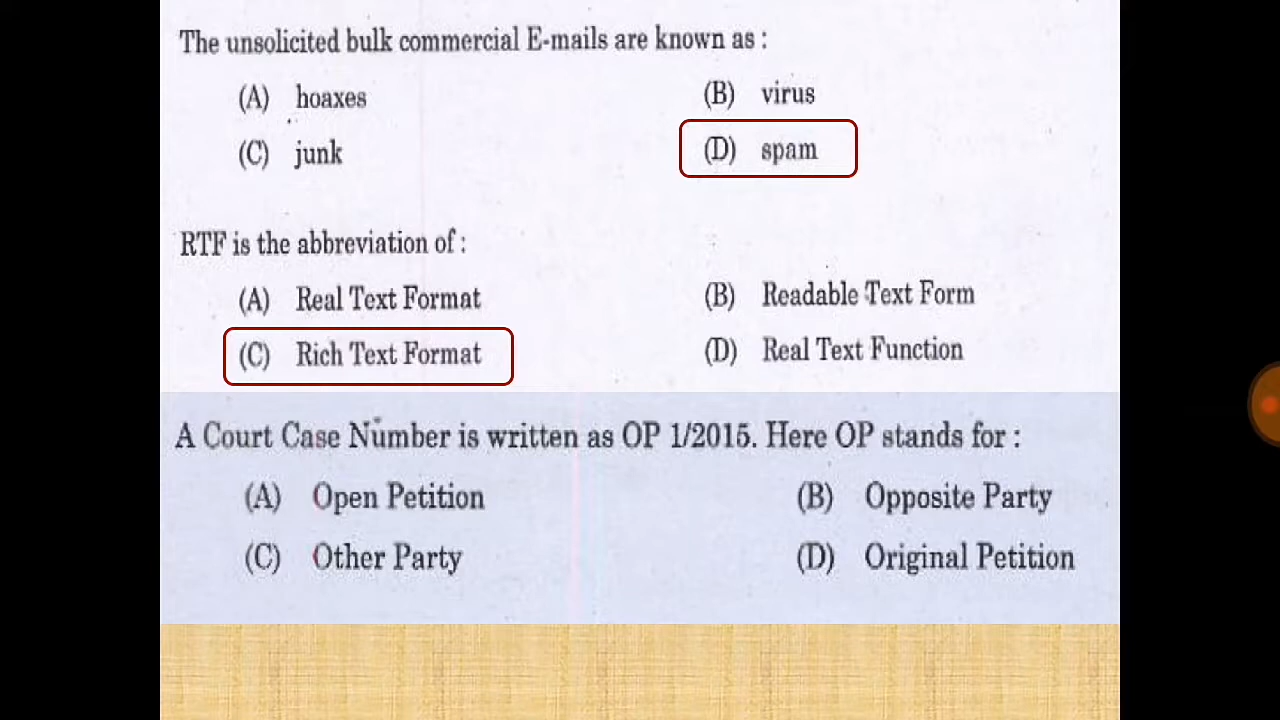 The unsolicited bulk commercial E-mails are known as :
(A) hoaxes (B) virus
(C) junk (D) spam
RTF is the abbreviation of :
(A) Real Text Format (B) Readable Text Form
(C) Rich Text Format (D) Real Text Function
A Court Case Number is written as OP 1/2015. Here OP stands for :
(A) Open Petition (B) Opposite Party
(C) Other Party (D) Original Petition